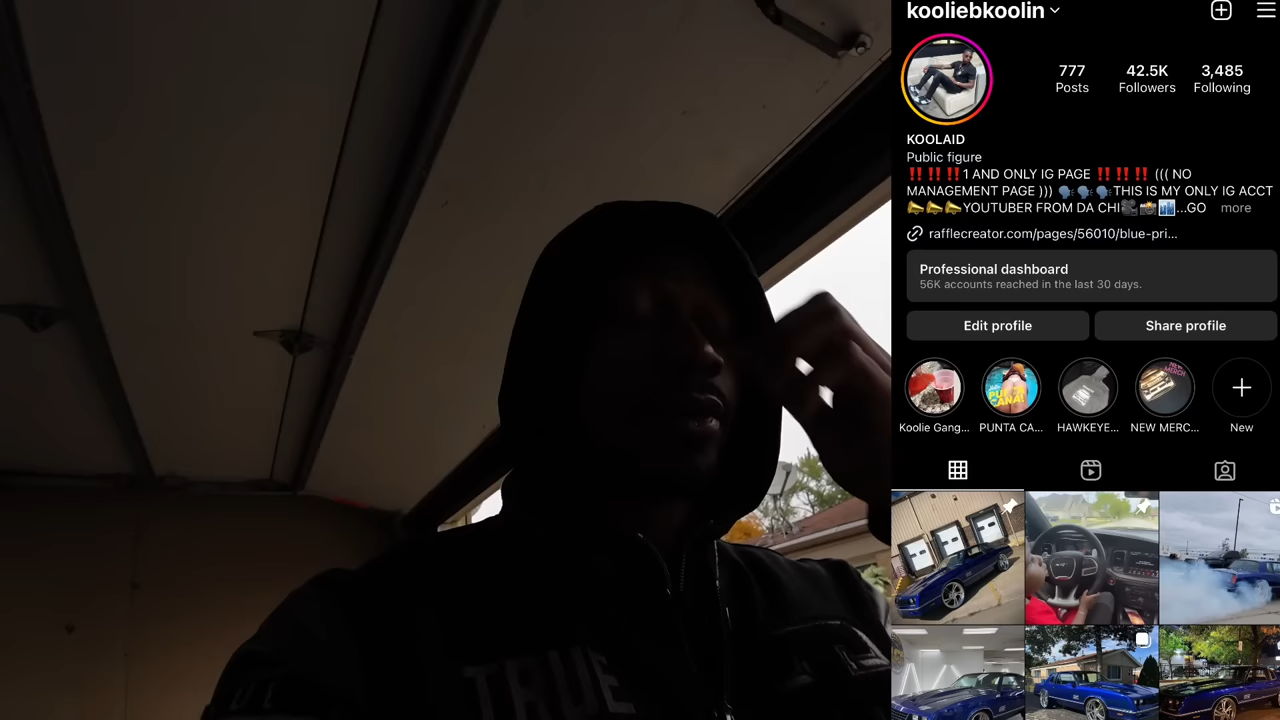 kooliebkoolin
777
Posts
42.5K
Followers
3,485
Following
KOOLAID
Public figure
‼️‼️‼️1 AND ONLY IG PAGE ‼️‼️‼️ ((( NO
MANAGEMENT PAGE ))) 🗣️🗣️🗣️THIS IS MY ONLY IG ACCT
📣📣📣YOUTUBER FROM DA CHI🎥📸🏙️...GO more
rafflecreator.com/pages/56010/blue-pri...
Professional dashboard
56K accounts reached in the last 30 days.
Edit profile
Share profile
Koolie Gang...
PUNTA CA...
HAWKEYE...
NEW MERC...
New
TRUE